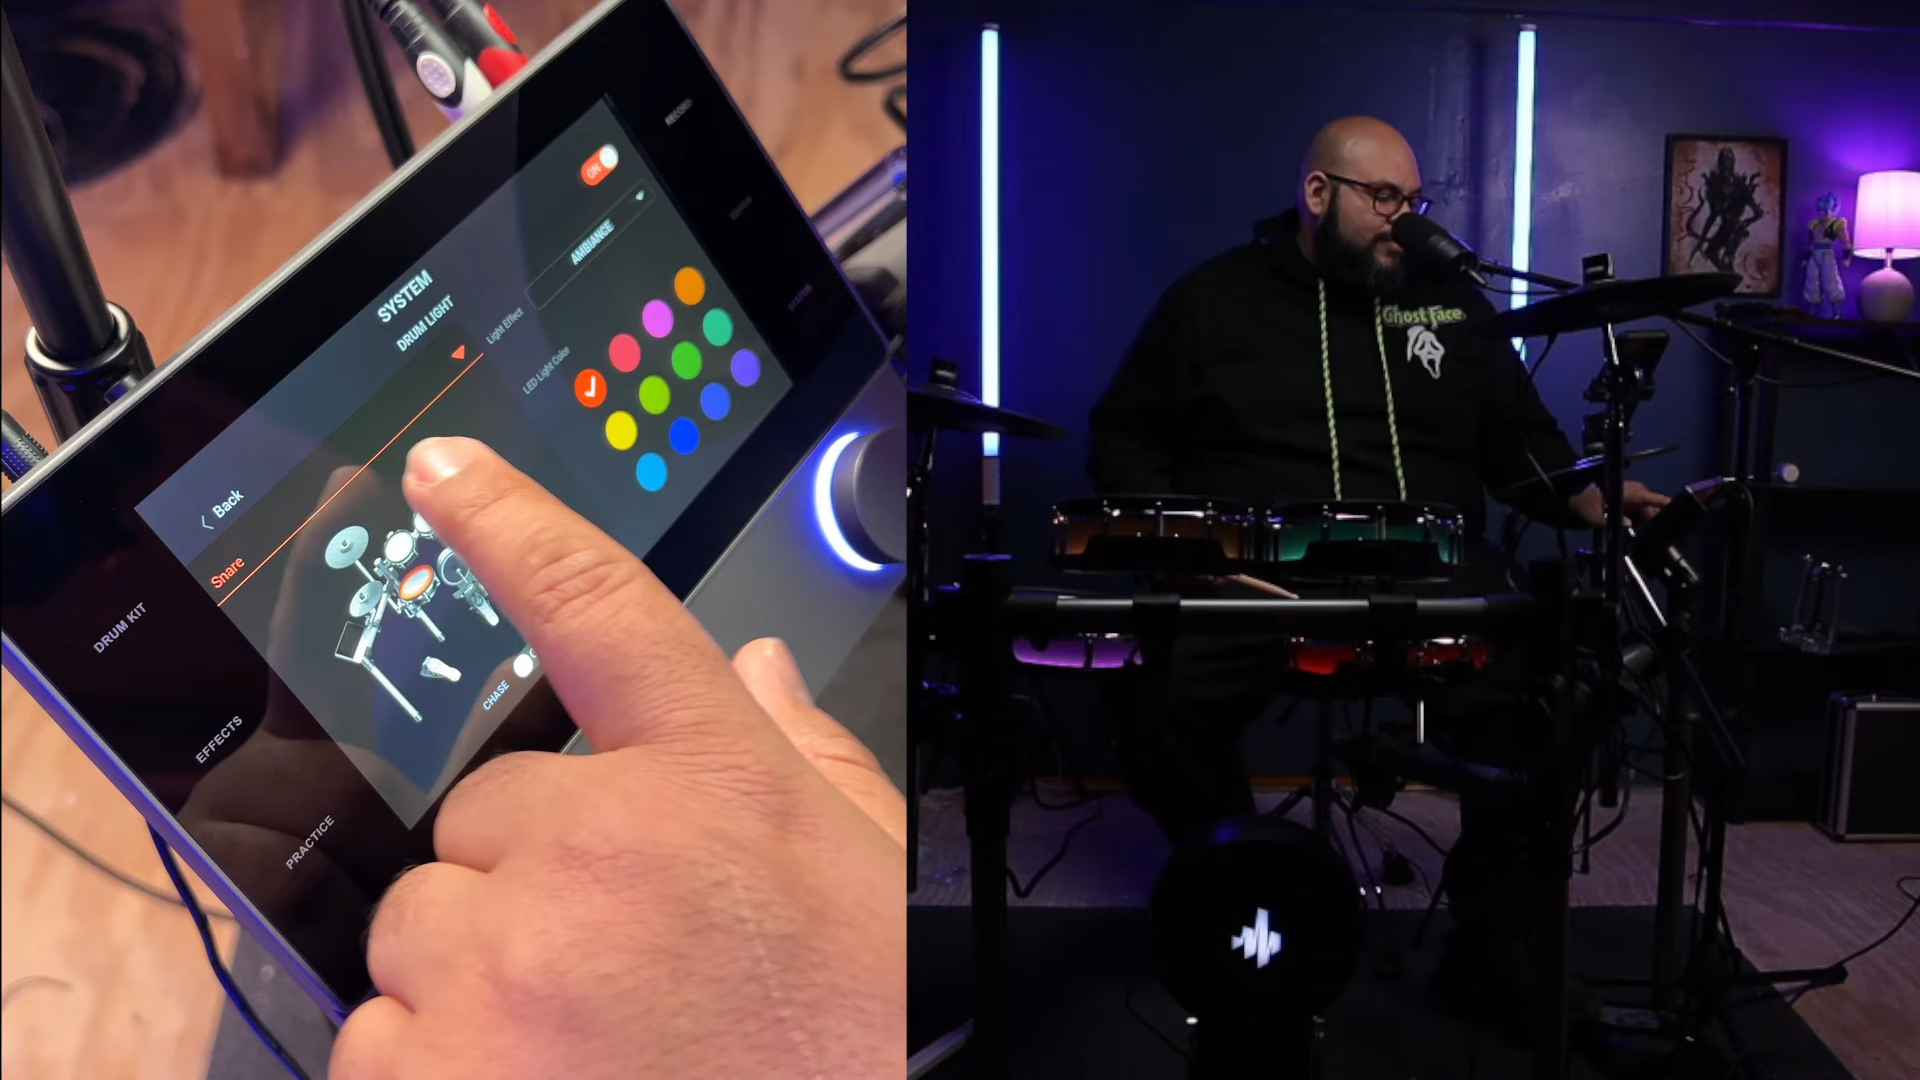 RECORD
ON
SYSTEM
DRUM LIGHT
Light Effect
AMBIANCE
LED Light Color
Back
Snare
CHASE
DRUM KIT
EFFECTS
PRACTICE
Ghost Face